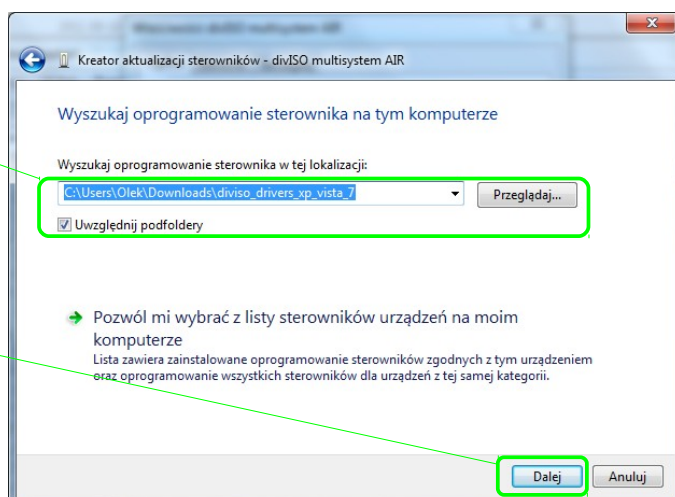 Kreator aktualizacji sterowników - divISO multisystem AIR
Wyszukaj oprogramowanie sterownika na tym komputerze
Wyszukaj oprogramowanie sterownika w tej lokalizacji:
C:\Users\Olek\Downloads\diviso_drivers_xp_vista_7
Przeglądaj...
Uwzględnij podfoldery
Pozwól mi wybrać z listy sterowników urządzeń na moim
komputerze
Lista zawiera zainstalowane oprogramowanie sterowników zgodnych z tym urządzeniem
oraz oprogramowanie wszystkich sterowników dla urządzeń z tej samej kategorii.
Dalej
Anuluj